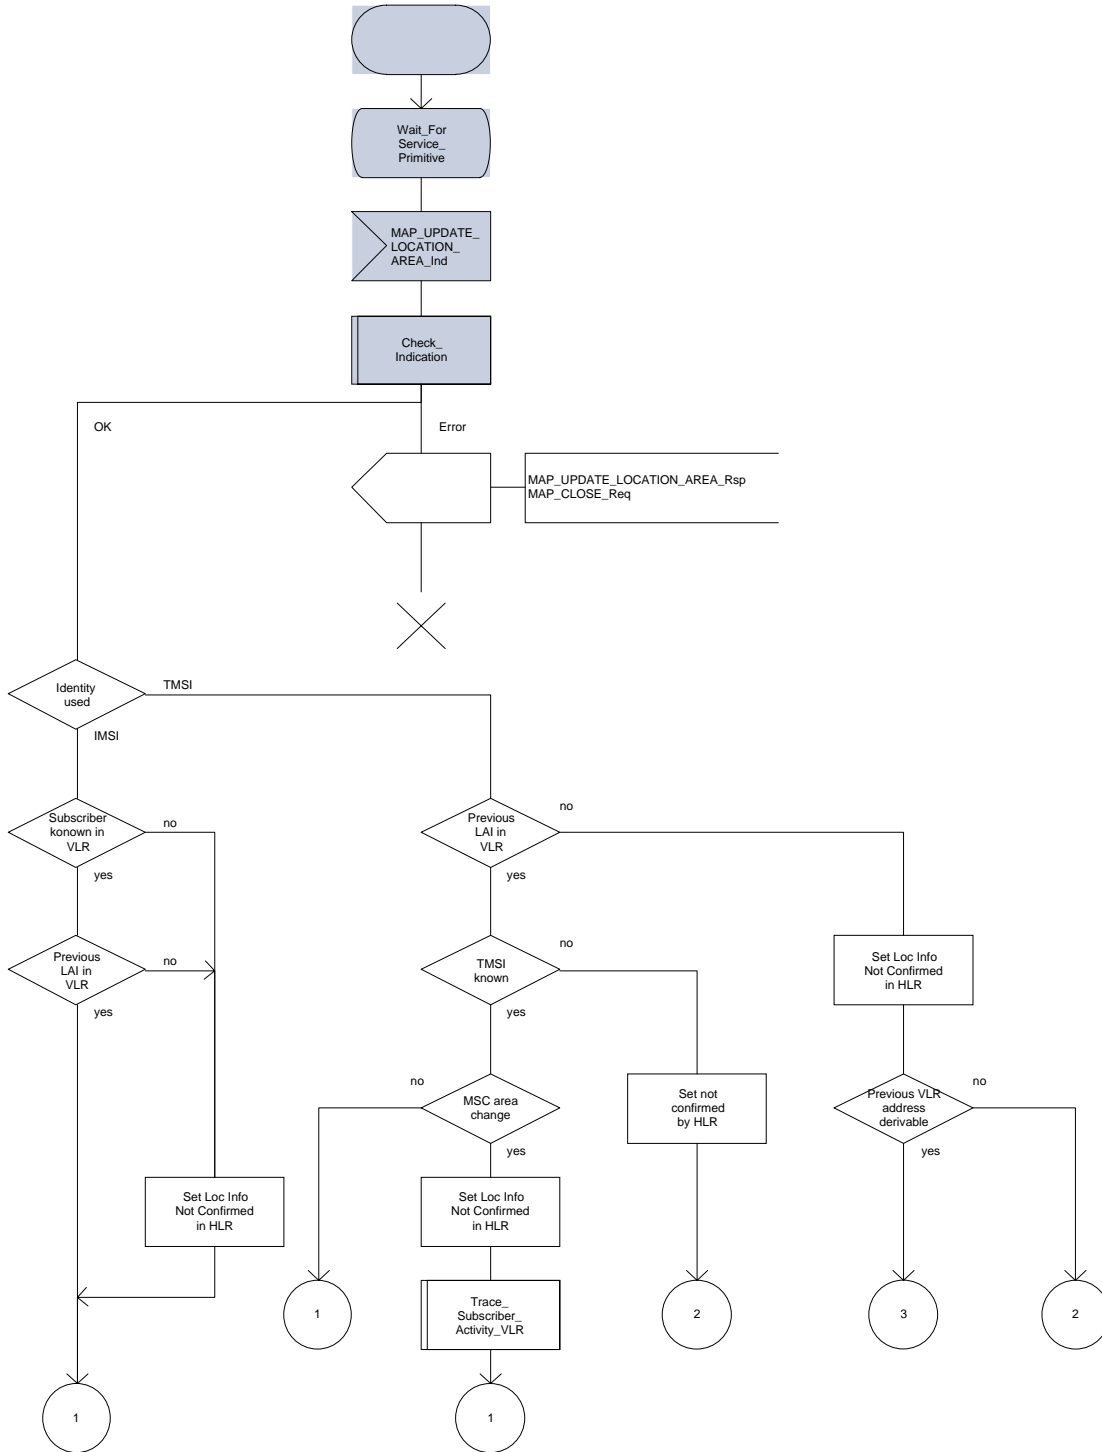 Wait_For
Service_
Primitive
MAP_UPDATE_
LOCATION_
AREA_Ind
Check_
Indication
OK
Error
MAP_UPDATE_LOCATION_AREA_Rsp
MAP_CLOSE_Req
Identity
used
TMSI
IMSI
Subscriber
konown in
VLR
no
yes
Previous
LAI in
VLR
no
yes
Previous
LAI in
VLR
no
yes
TMSI
known
no
yes
Set Loc Info
Not Confirmed
in HLR
no
MSC area
change
yes
Set not
confirmed
by HLR
Previous VLR
address
derivable
no
yes
Set Loc Info
Not Confirmed
in HLR
Set Loc Info
Not Confirmed
in HLR
1
Trace_
Subscriber_
Activity_VLR
2
3
2
1
1